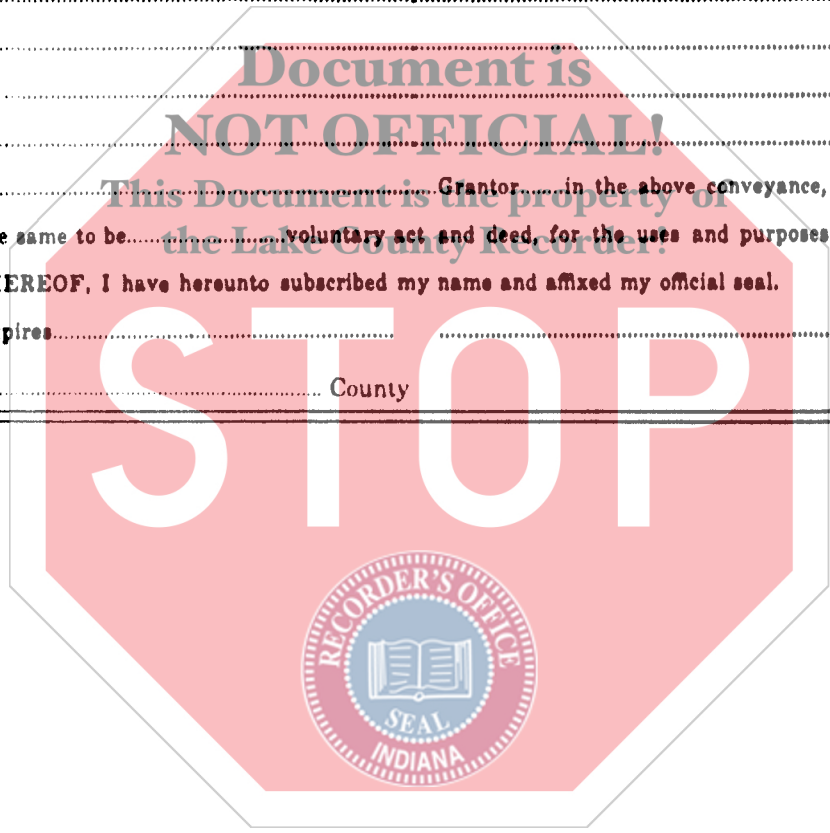 Document is
NOT OFFICIAL!
This Document is the property of
the Lake County Recorder!
Grantor in the above conveyance,
same to be voluntary act and deed, for the uses and purposes
EREOF, I have hereunto subscribed my name and affixed my official seal.
pires
County
STOP
RECORDER'S OFFICE
SEAL
INDIANA